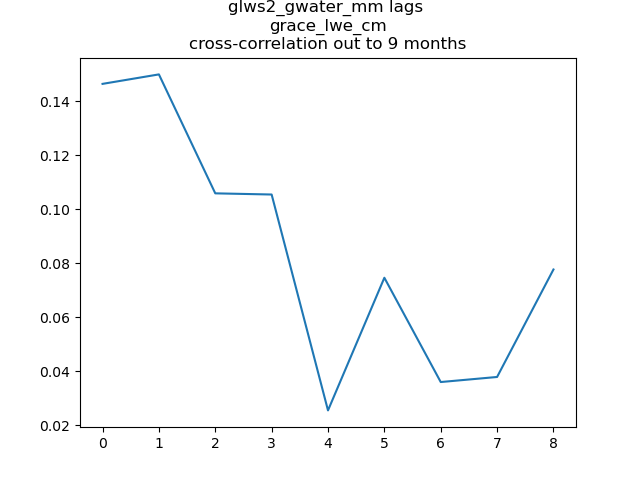 glws2_gwater_mm lags
grace_lwe_cm
cross-correlation out to 9 months
0.14
0.12
0.10
0.08
0.06
0.04
0.02
0 1 2 3 4 5 6 7 8